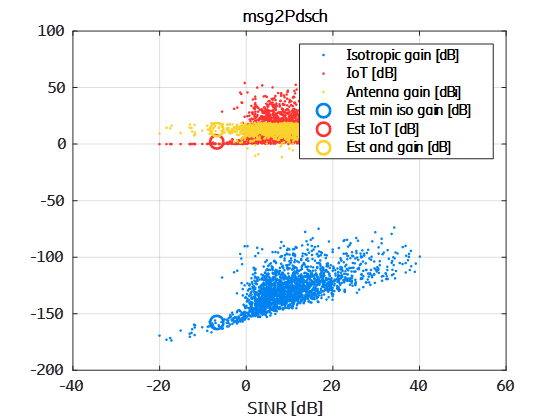 msg2Pdsch
100
50
0
-50
-100
-150
-200
-40
-20
0
20
40
60
SINR [dB]
Isotropic gain [dB]
IoT [dB]
Antenna gain [dBi]
Est min iso gain [dB]
Est IoT [dB]
Est and gain [dB]